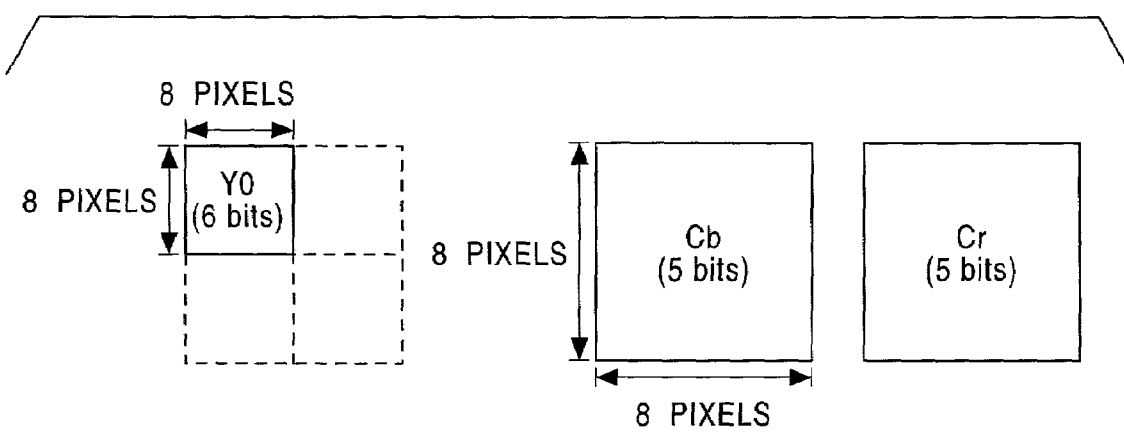 8 PIXELS
8 PIXELS
Y0
(6 bits)
8 PIXELS
Cb
(5 bits)
Cr
(5 bits)
8 PIXELS